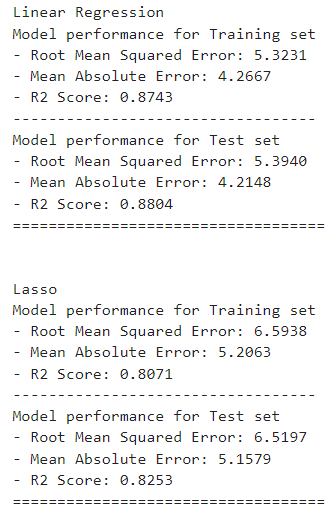 Linear Regression
Model performance for Training set
- Root Mean Squared Error: 5.3231
- Mean Absolute Error: 4.2667
- R2 Score: 0.8743
----------------------------------
Model performance for Test set
- Root Mean Squared Error: 5.3940
- Mean Absolute Error: 4.2148
- R2 Score: 0.8804
===================================
Lasso
Model performance for Training set
- Root Mean Squared Error: 6.5938
- Mean Absolute Error: 5.2063
- R2 Score: 0.8071
----------------------------------
Model performance for Test set
- Root Mean Squared Error: 6.5197
- Mean Absolute Error: 5.1579
- R2 Score: 0.8253
===================================